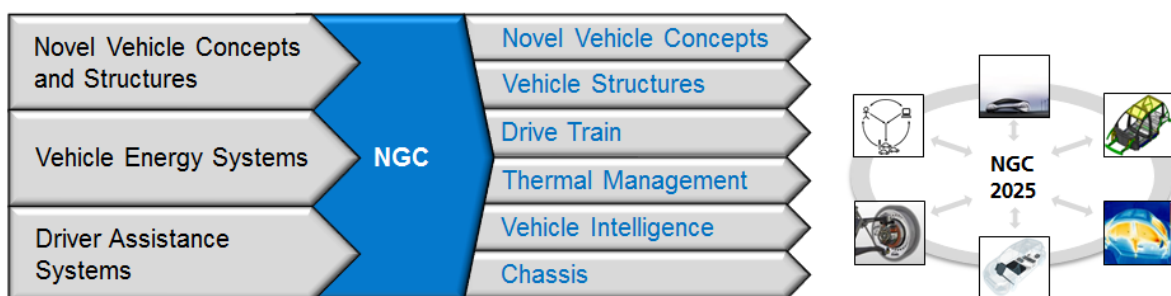 Novel Vehicle Concepts
and Structures
Vehicle Energy Systems
Driver Assistance
Systems
NGC
Novel Vehicle Concepts
Vehicle Structures
Drive Train
Thermal Management
Vehicle Intelligence
Chassis
NGC
2025